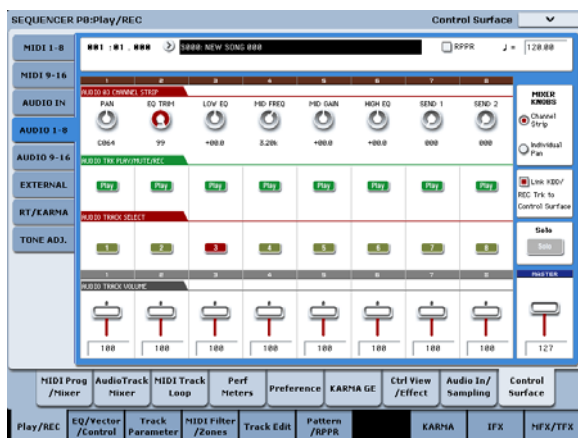 SEQUENCER P0:Play/REC Control Surface
MIDI 1-8
001 :01 . 000 S000: NEW SONG 000 RPPR ♩ = 120.00
MIDI 9-16
1 2 3 4 5 6 7 8
AUDIO 03 CHANNEL STRIP
AUDIO IN
PAN EQ TRIM LOW EQ MID FREQ MID GAIN HIGH EQ SEND 1 SEND 2
MIXER KNOBS
Channel Strip
Individual Pan
AUDIO 1-8
C064 99 +00.0 3.20k +00.0 +00.0 000 000
AUDIO 9-16
AUDIO TRK PLAY/MUTE/REC
EXTERNAL
Play Play Play Play Play Play Play Play
Link KBD/
REC Trk to
Control Surface
RT/KARMA
AUDIO TRACK SELECT
TONE ADJ.
1 2 3 4 5 6 7 8
Solo
Solo
1 2 3 4 5 6 7 8 MASTER
AUDIO TRACK VOLUME
100 100 100 100 100 100 100 100 127
MIDI Prog /Mixer AudioTrack Mixer MIDI Track Loop Perf Meters Preference KARMA GE Ctrl View /Effect Audio In/ Sampling Control Surface
Play/REC EQ/Vector /Control Track Parameter MIDI Filter /Zones Track Edit Pattern /RPPR KARMA IFX MFX/TFX